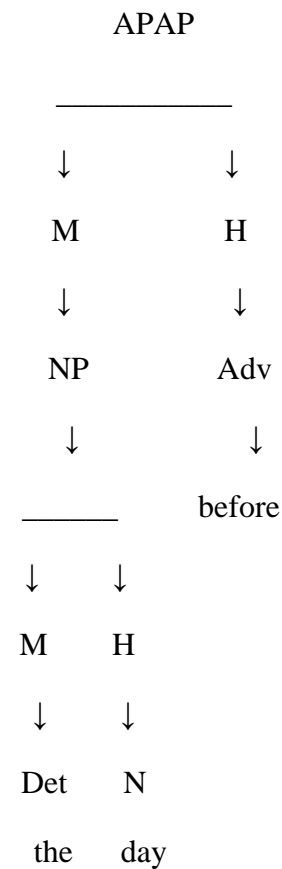 APAP
↓ ↓
M H
↓ ↓
NP Adv
↓ ↓
before
↓ ↓
M H
↓ ↓
Det N
the day